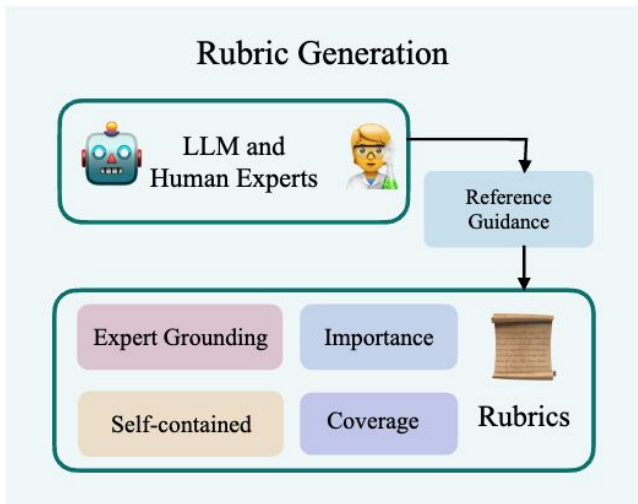 Rubric Generation
LLM and
Human Experts
Reference
Guidance
Expert Grounding
Importance
Self-contained
Coverage
Rubrics